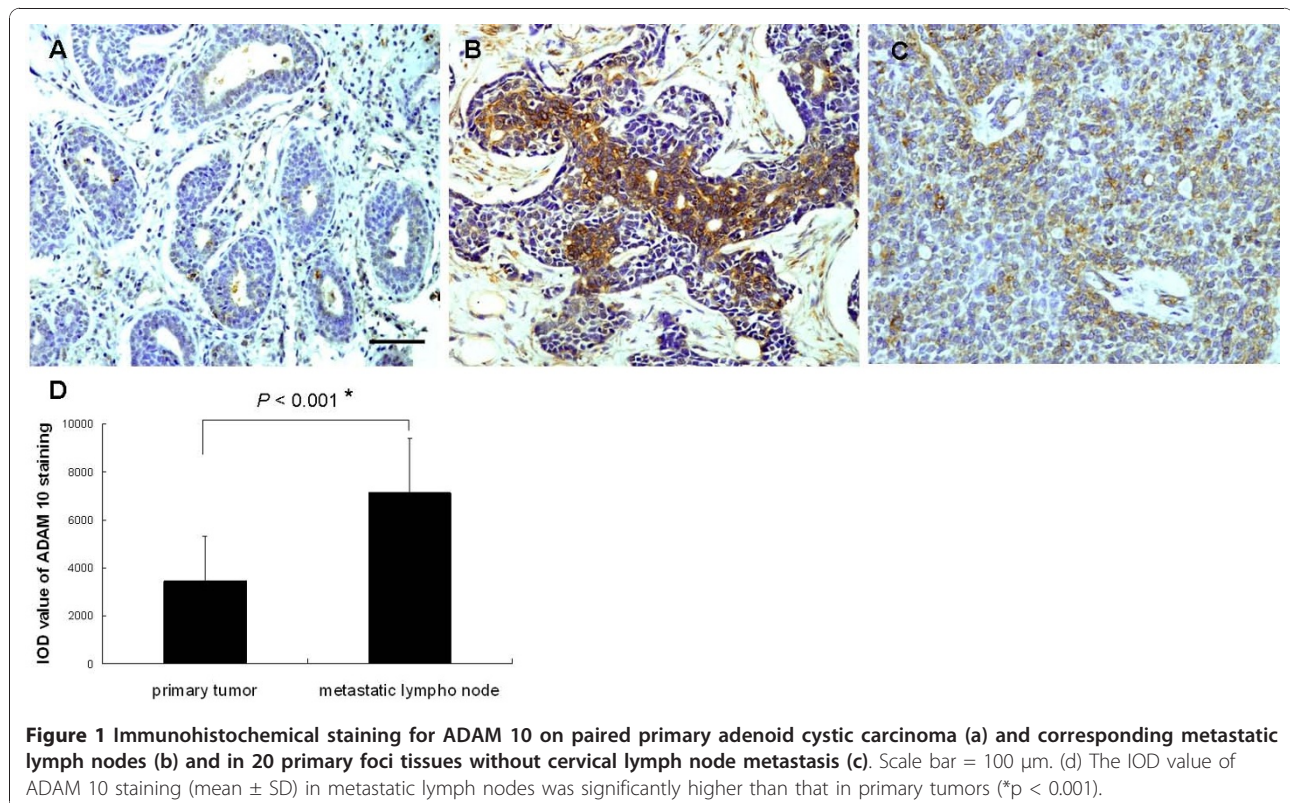 A
B
C
D
P < 0.001 *
IOD value of ADAM 10 staining
10000
8000
6000
4000
2000
0
primary tumor
metastatic lympho node
Figure 1 Immunohistochemical staining for ADAM 10 on paired primary adenoid cystic carcinoma (a) and corresponding metastatic
lymph nodes (b) and in 20 primary foci tissues without cervical lymph node metastasis (c). Scale bar = 100 μm. (d) The IOD value of
ADAM 10 staining (mean ± SD) in metastatic lymph nodes was significantly higher than that in primary tumors (*p < 0.001).